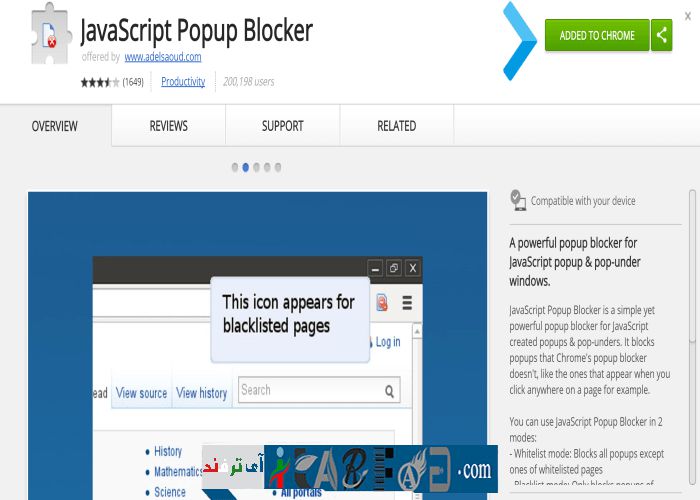 JavaScript Popup Blocker
offered by www.adelsaoud.com
(1649)
Productivity
200,198 users
ADDED TO CHROME
OVERVIEW
REVIEWS
SUPPORT
RELATED
This icon appears for
blacklisted pages
Log in
ead
View source
View history
Search
History
Mathematics
Science
All portals
آی ترفند
.com
Compatible with your device
A powerful popup blocker for
JavaScript popup & pop-under
windows.
JavaScript Popup Blocker is a simple yet
powerful popup blocker for JavaScript
created popups & pop-unders. It blocks
popups that Chrome's popup blocker
doesn't, like the ones that appear when you
click anywhere on a page for example.
You can use JavaScript Popup Blocker in 2
modes:
- Whitelist mode: Blocks all popups except
ones of whitelisted pages
- Blacklist mode: Only blocks popups of